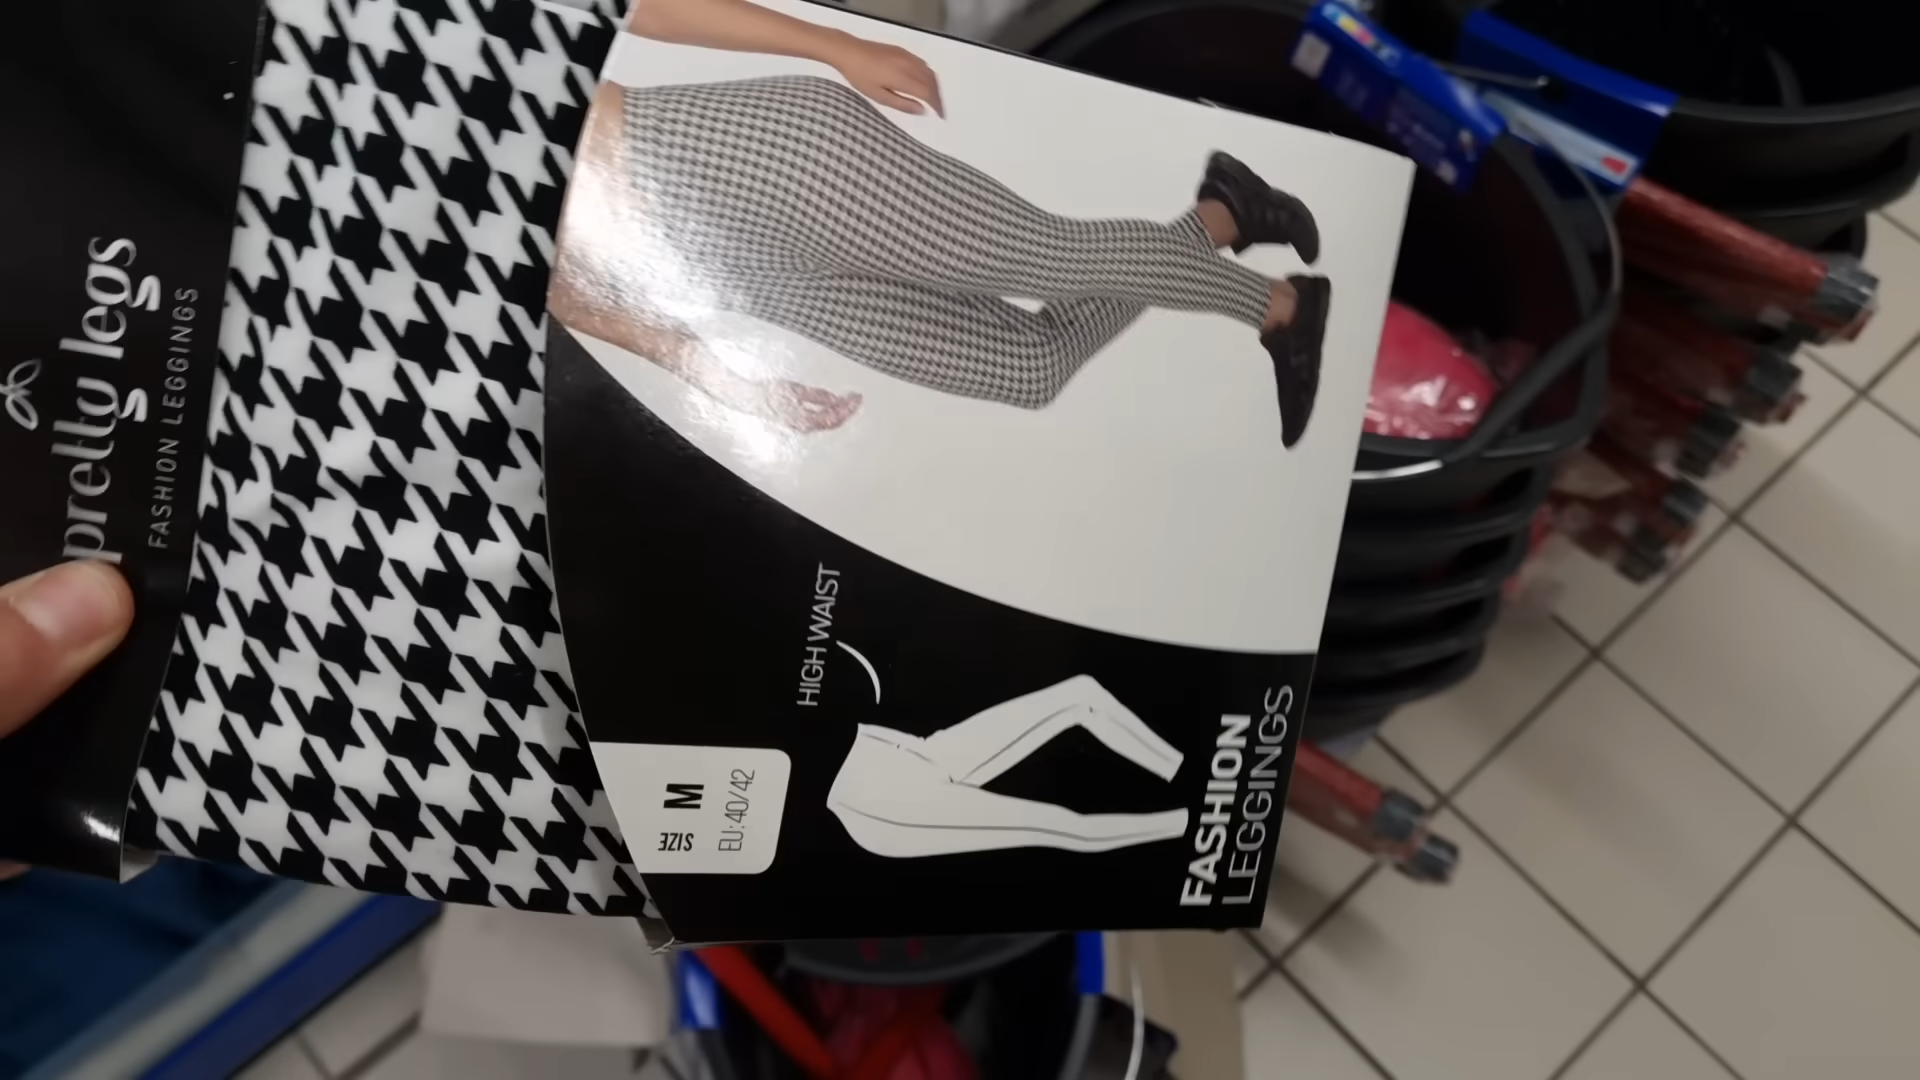 pretty legs
FASHION LEGGINGS
HIGH WAIST
SIZE M
EU: 40/42
FASHION
LEGGINGS